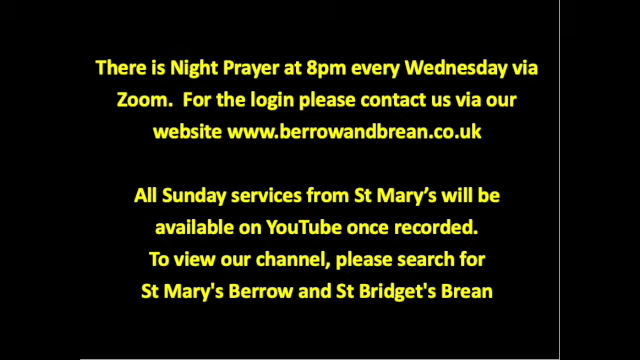 There is Night Prayer at 8pm every Wednesday via
Zoom.  For the login please contact us via our
website www.berrowandbrean.co.uk
All Sunday services from St Mary’s will be
available on YouTube once recorded.
To view our channel, please search for
St Mary's Berrow and St Bridget's Brean